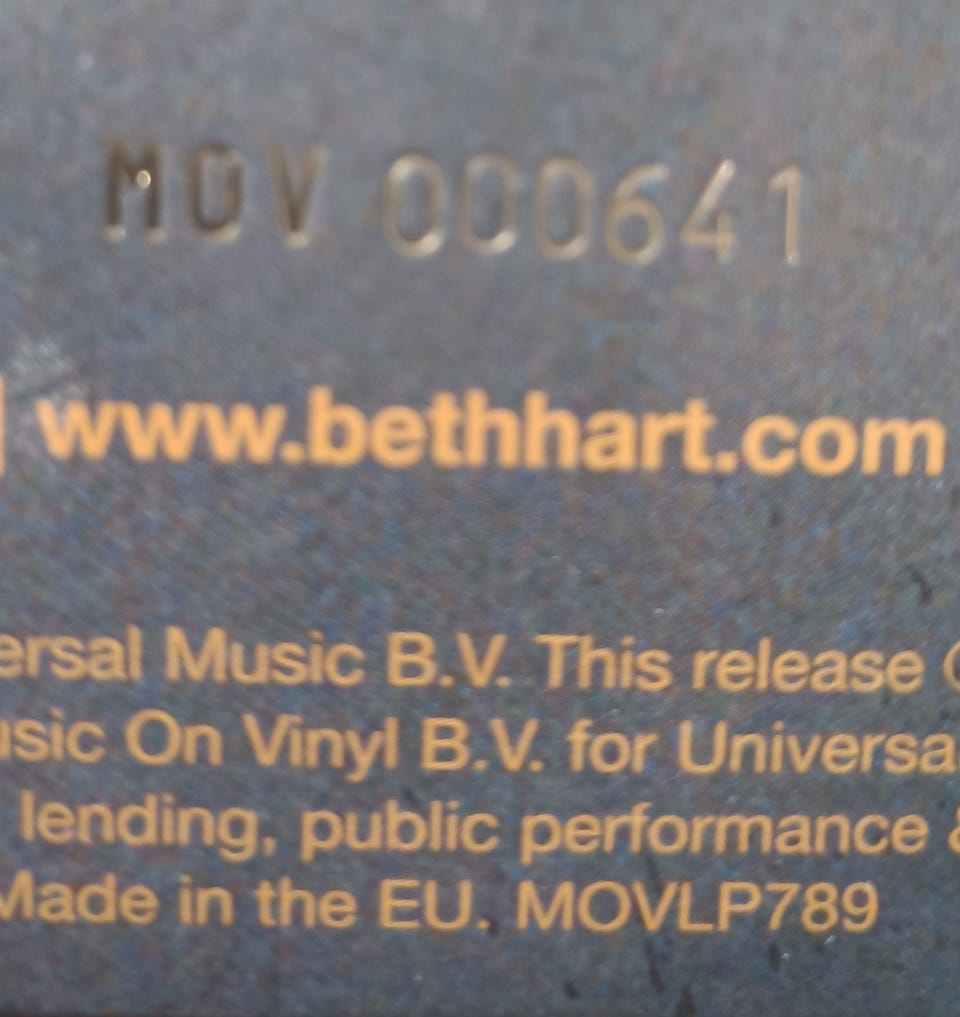 MOV 000641
www.bethhart.com
ersal Music B.V. This release
usic On Vinyl B.V. for Universa
lending, public performance &
Made in the EU. MOVLP789